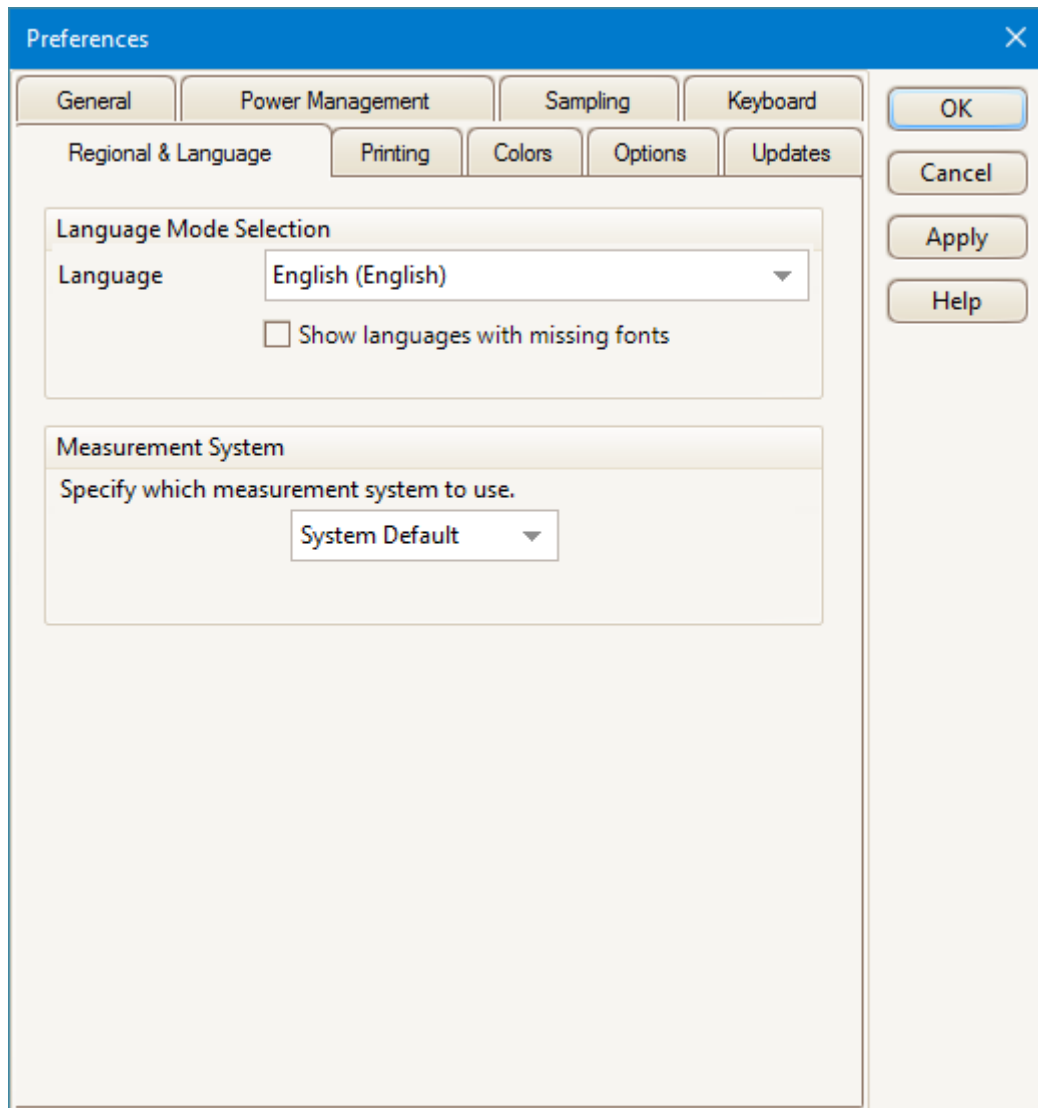 Preferences
General Power Management Sampling Keyboard
Regional & Language Printing Colors Options Updates
OK
Cancel
Apply
Help
Language Mode Selection
Language English (English)
Show languages with missing fonts
Measurement System
Specify which measurement system to use.
System Default